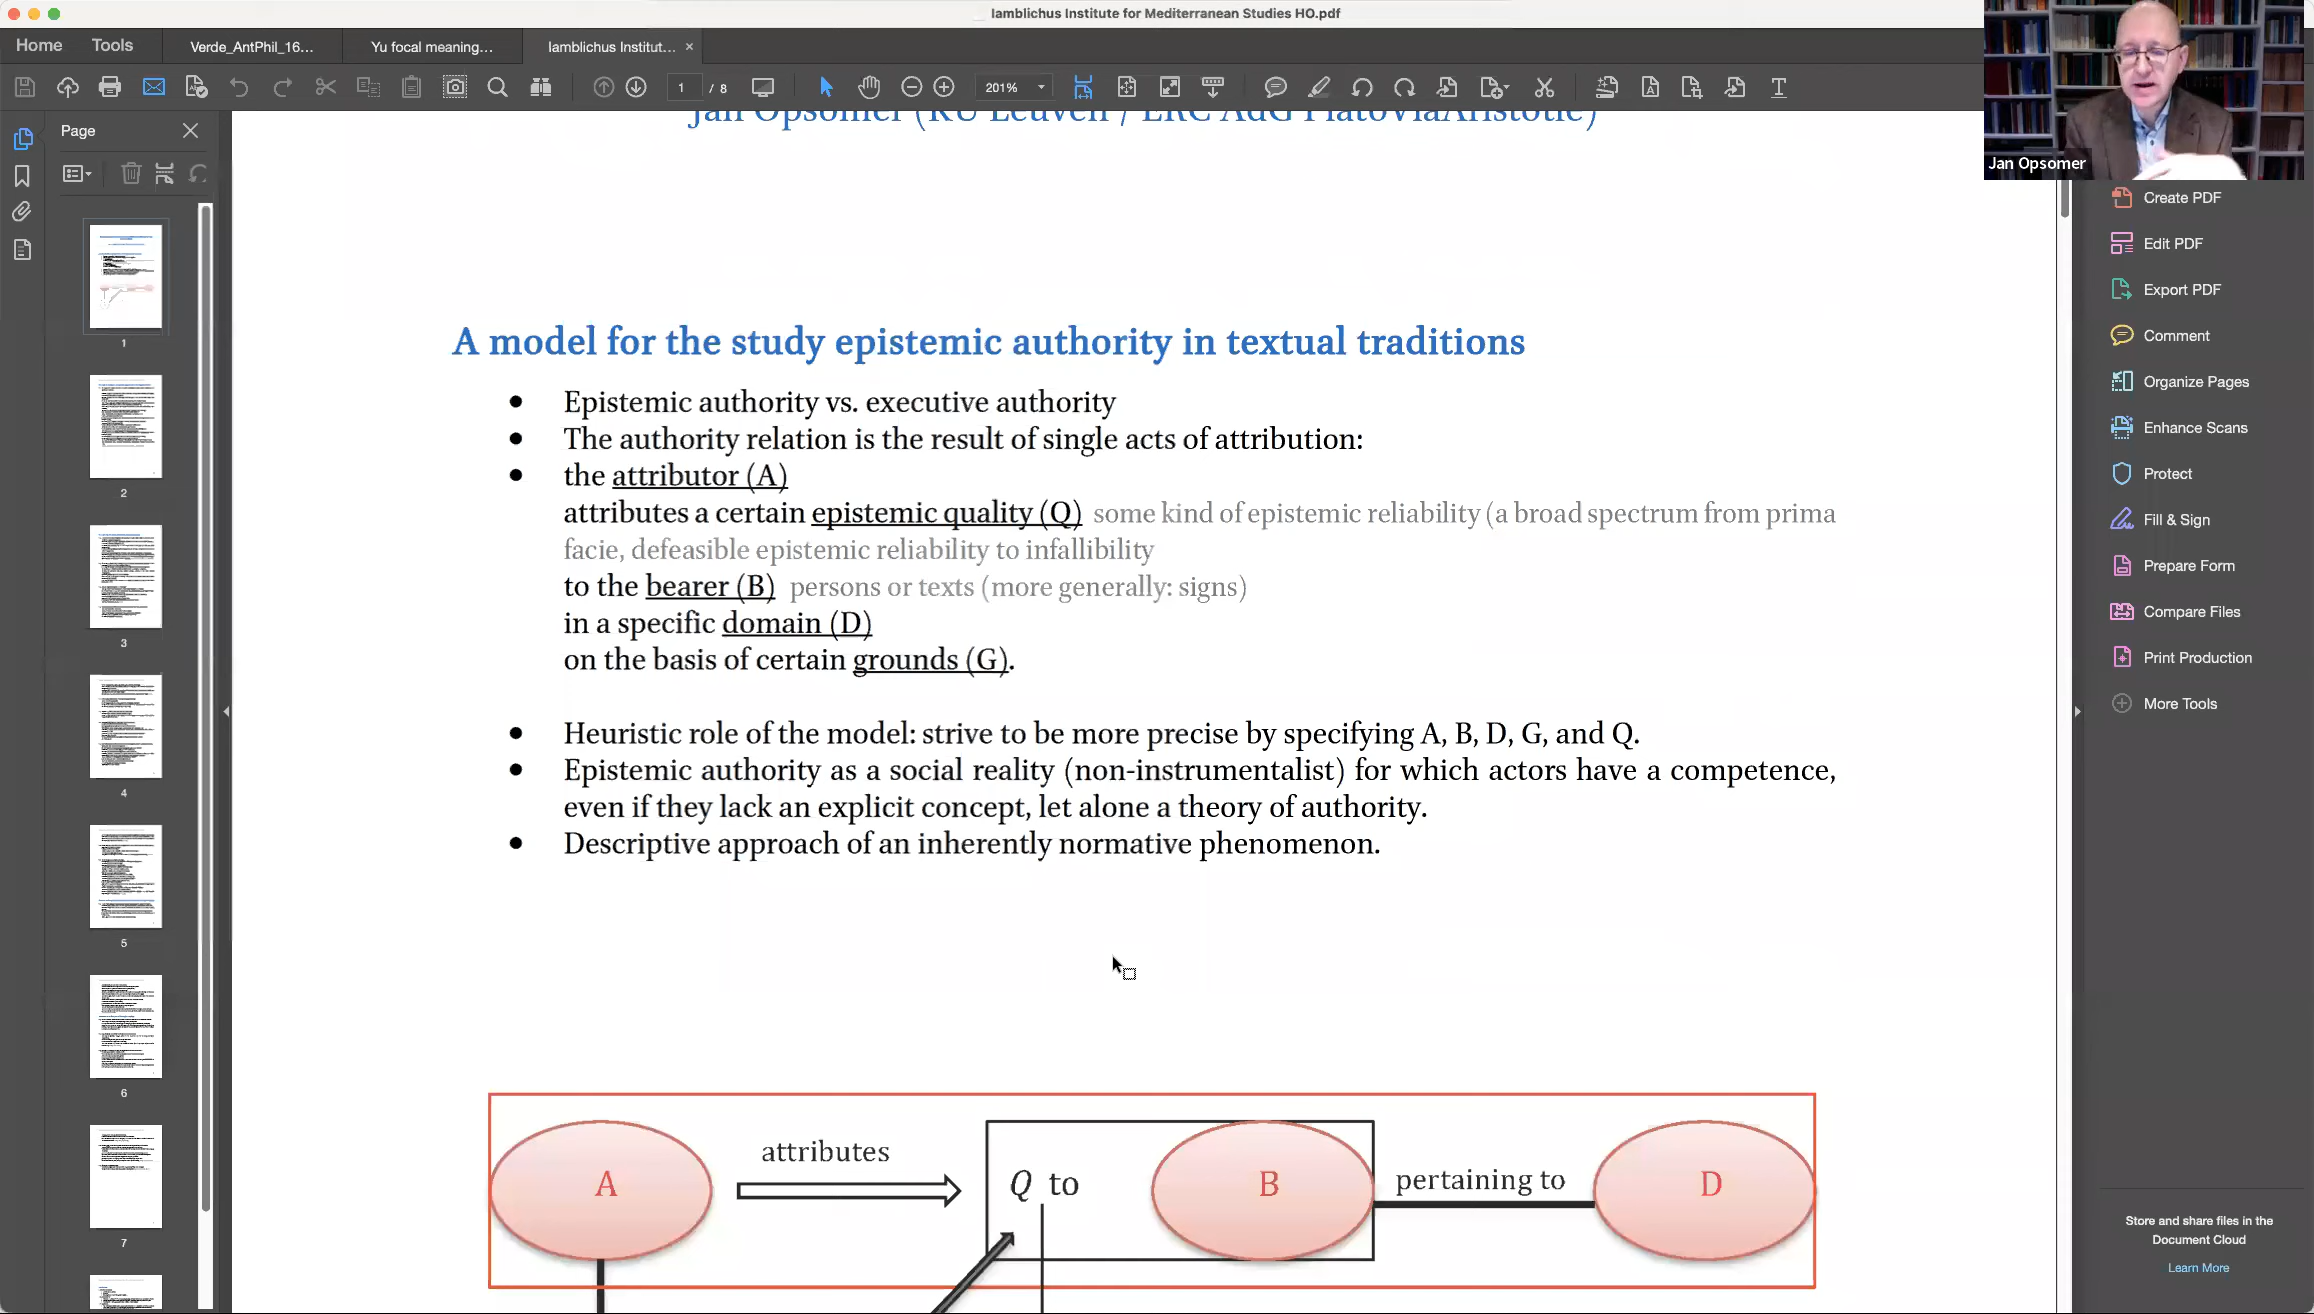 Iamblichus Institute for Mediterranean Studies HO.pdf
Home Tools Verde_AntPhil_16... Yu focal meaning... Iamblichus Institut... ×
1 / 8 201%
Page
Jan Opsomer (KU Leuven / ERC AdG PlatoViaAristotle)
Jan Opsomer
A model for the study epistemic authority in textual traditions
• Epistemic authority vs. executive authority
• The authority relation is the result of single acts of attribution:
• the attributor (A)
attributes a certain epistemic quality (Q) some kind of epistemic reliability (a broad spectrum from prima
facie, defeasible epistemic reliability to infallibility
to the bearer (B) persons or texts (more generally: signs)
in a specific domain (D)
on the basis of certain grounds (G).
• Heuristic role of the model: strive to be more precise by specifying A, B, D, G, and Q.
• Epistemic authority as a social reality (non-instrumentalist) for which actors have a competence,
even if they lack an explicit concept, let alone a theory of authority.
• Descriptive approach of an inherently normative phenomenon.
A attributes Q to B pertaining to D
1
2
3
4
5
6
7
Create PDF
Edit PDF
Export PDF
Comment
Organize Pages
Enhance Scans
Protect
Fill & Sign
Prepare Form
Compare Files
Print Production
More Tools
Store and share files in the
Document Cloud
Learn More